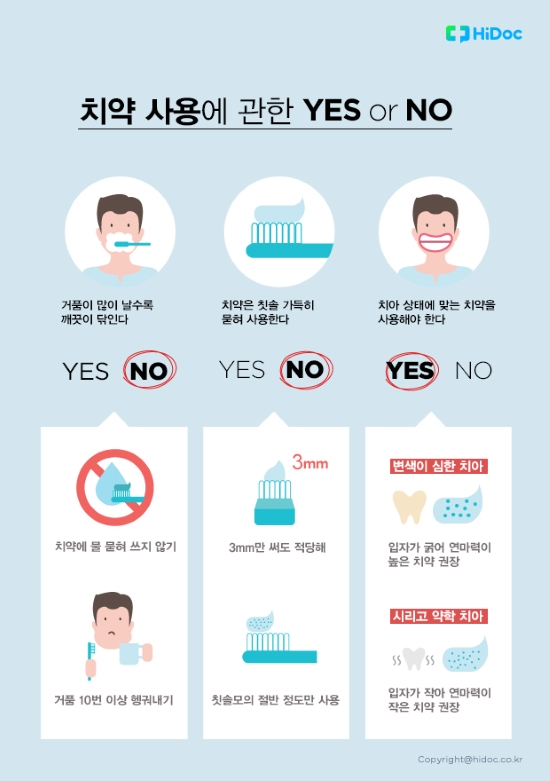 HiDoc
치약 사용에 관한 YES or NO
거품이 많이 날수록
깨끗이 닦인다
치약은 칫솔 가득히
묻혀 사용한다
치아 상태에 맞는 치약을
사용해야 한다
YES NO
YES NO
YES NO
치약에 물 묻혀 쓰지 않기
거품 10번 이상 헹궈내기
3mm
3mm만 써도 적당해
칫솔모의 절반 정도만 사용
변색이 심한 치아
입자가 굵어 연마력이
높은 치약 권장
시리고 약학 치아
입자가 작아 연마력이
작은 치약 권장
Copyright@hidoc.co.kr